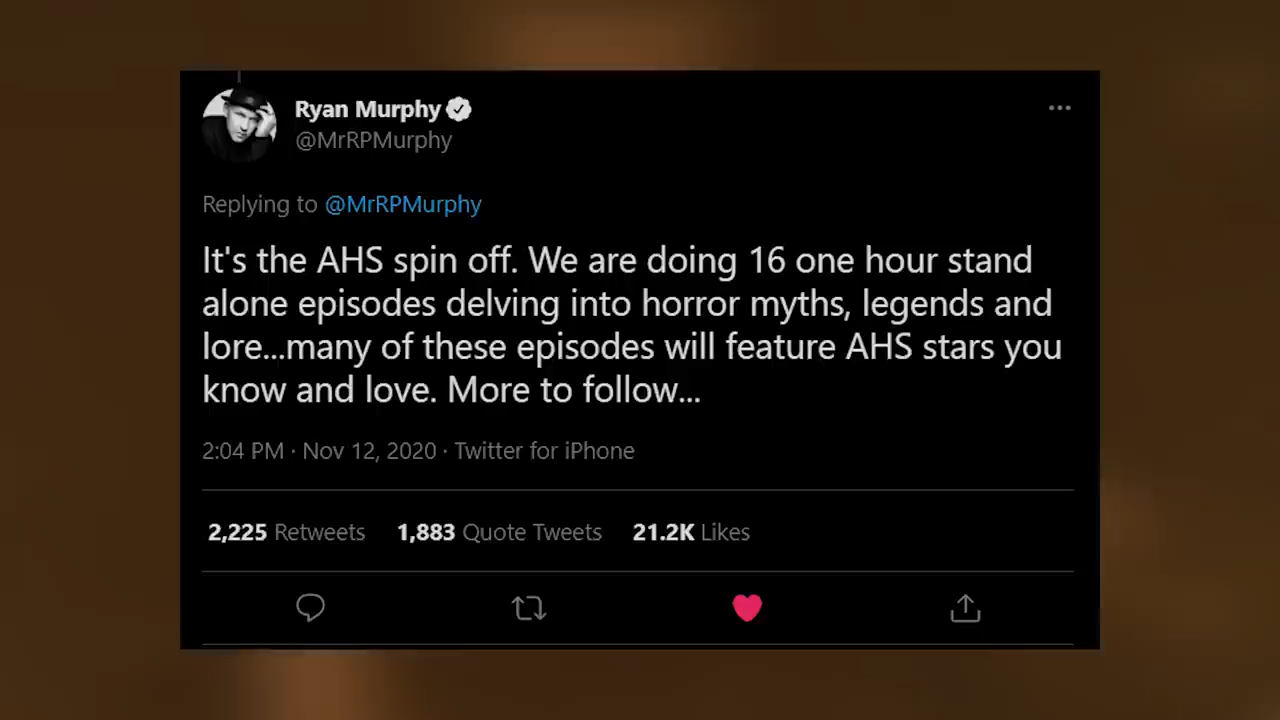 Ryan Murphy
@MrRPMurphy
Replying to @MrRPMurphy
It's the AHS spin off. We are doing 16 one hour stand
alone episodes delving into horror myths, legends and
lore...many of these episodes will feature AHS stars you
know and love. More to follow...
2:04 PM · Nov 12, 2020 · Twitter for iPhone
2,225 Retweets 1,883 Quote Tweets 21.2K Likes